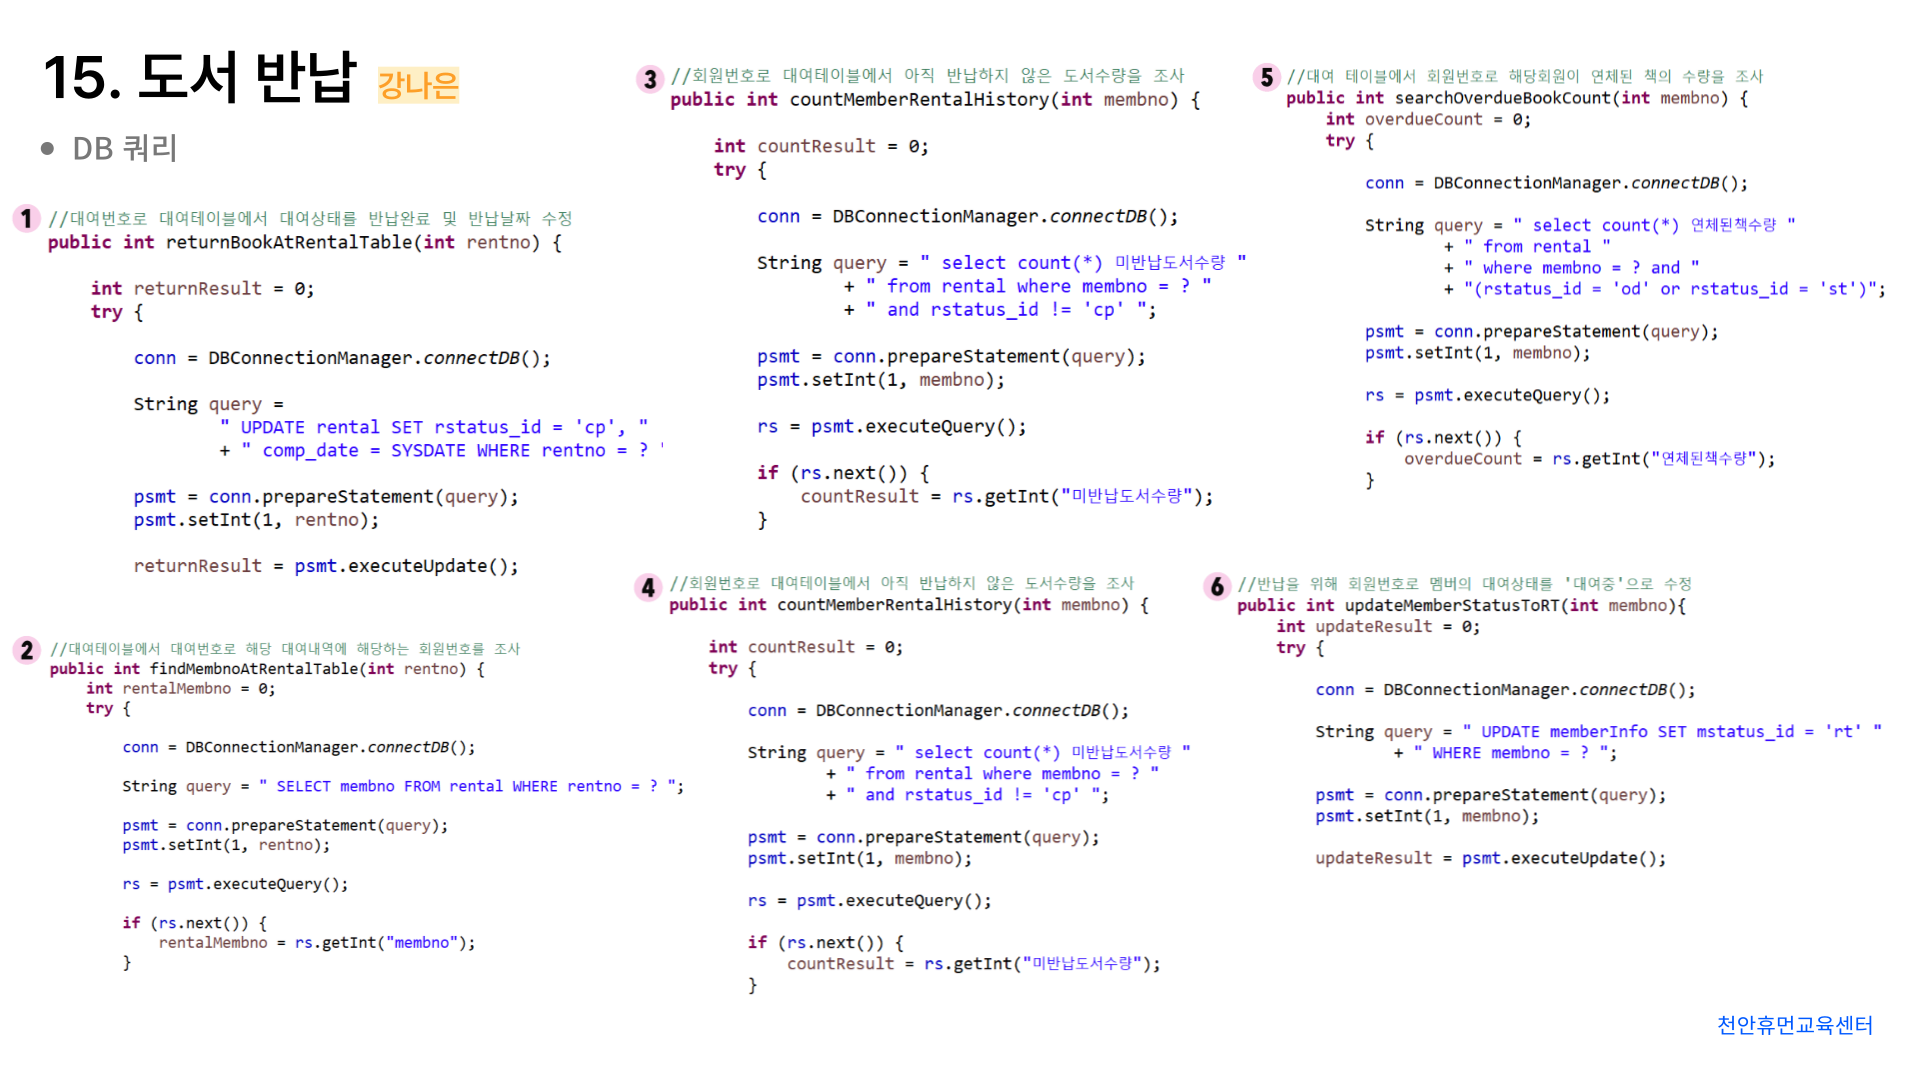 15. 도서 반납 강나은
• DB 쿼리
1 //대여번호로 대여테이블에서 대여상태를 반납완료 및 반납날짜 수정
public int returnBookAtRentalTable(int rentno) {
int returnResult = 0;
try {
conn = DBConnectionManager.connectDB();
String query =
" UPDATE rental SET rstatus_id = 'cp', "
+ " comp_date = SYSDATE WHERE rentno = ? "
psmt = conn.prepareStatement(query);
psmt.setInt(1, rentno);
returnResult = psmt.executeUpdate();
2 //대여테이블에서 대여번호로 해당 대여내역에 해당하는 회원번호를 조사
public int findMembnoAtRentalTable(int rentno) {
int rentalMembno = 0;
try {
conn = DBConnectionManager.connectDB();
String query = " SELECT membno FROM rental WHERE rentno = ? ";
psmt = conn.prepareStatement(query);
psmt.setInt(1, rentno);
rs = psmt.executeQuery();
if (rs.next()) {
rentalMembno = rs.getInt("membno");
}
3 //회원번호로 대여테이블에서 아직 반납하지 않은 도서수량을 조사
public int countMemberRentalHistory(int membno) {
int countResult = 0;
try {
conn = DBConnectionManager.connectDB();
String query = " select count(*) 미반납도서수량 "
+ " from rental where membno = ? "
+ " and rstatus_id != 'cp' ";
psmt = conn.prepareStatement(query);
psmt.setInt(1, membno);
rs = psmt.executeQuery();
if (rs.next()) {
countResult = rs.getInt("미반납도서수량");
}
4 //회원번호로 대여테이블에서 아직 반납하지 않은 도서수량을 조사
public int countMemberRentalHistory(int membno) {
int countResult = 0;
try {
conn = DBConnectionManager.connectDB();
String query = " select count(*) 미반납도서수량 "
+ " from rental where membno = ? "
+ " and rstatus_id != 'cp' ";
psmt = conn.prepareStatement(query);
psmt.setInt(1, membno);
rs = psmt.executeQuery();
if (rs.next()) {
countResult = rs.getInt("미반납도서수량");
}
5 //대여 테이블에서 회원번호로 해당회원이 연체된 책의 수량을 조사
public int searchOverdueBookCount(int membno) {
int overdueCount = 0;
try {
conn = DBConnectionManager.connectDB();
String query = " select count(*) 연체된책수량 "
+ " from rental "
+ " where membno = ? and "
+ "(rstatus_id = 'od' or rstatus_id = 'st')";
psmt = conn.prepareStatement(query);
psmt.setInt(1, membno);
rs = psmt.executeQuery();
if (rs.next()) {
overdueCount = rs.getInt("연체된책수량");
}
6 //반납을 위해 회원번호로 멤버의 대여상태를 '대여중'으로 수정
public int updateMemberStatusToRT(int membno){
int updateResult = 0;
try {
conn = DBConnectionManager.connectDB();
String query = " UPDATE memberInfo SET mstatus_id = 'rt' "
+ " WHERE membno = ? ";
psmt = conn.prepareStatement(query);
psmt.setInt(1, membno);
updateResult = psmt.executeUpdate();
천안휴먼교육센터